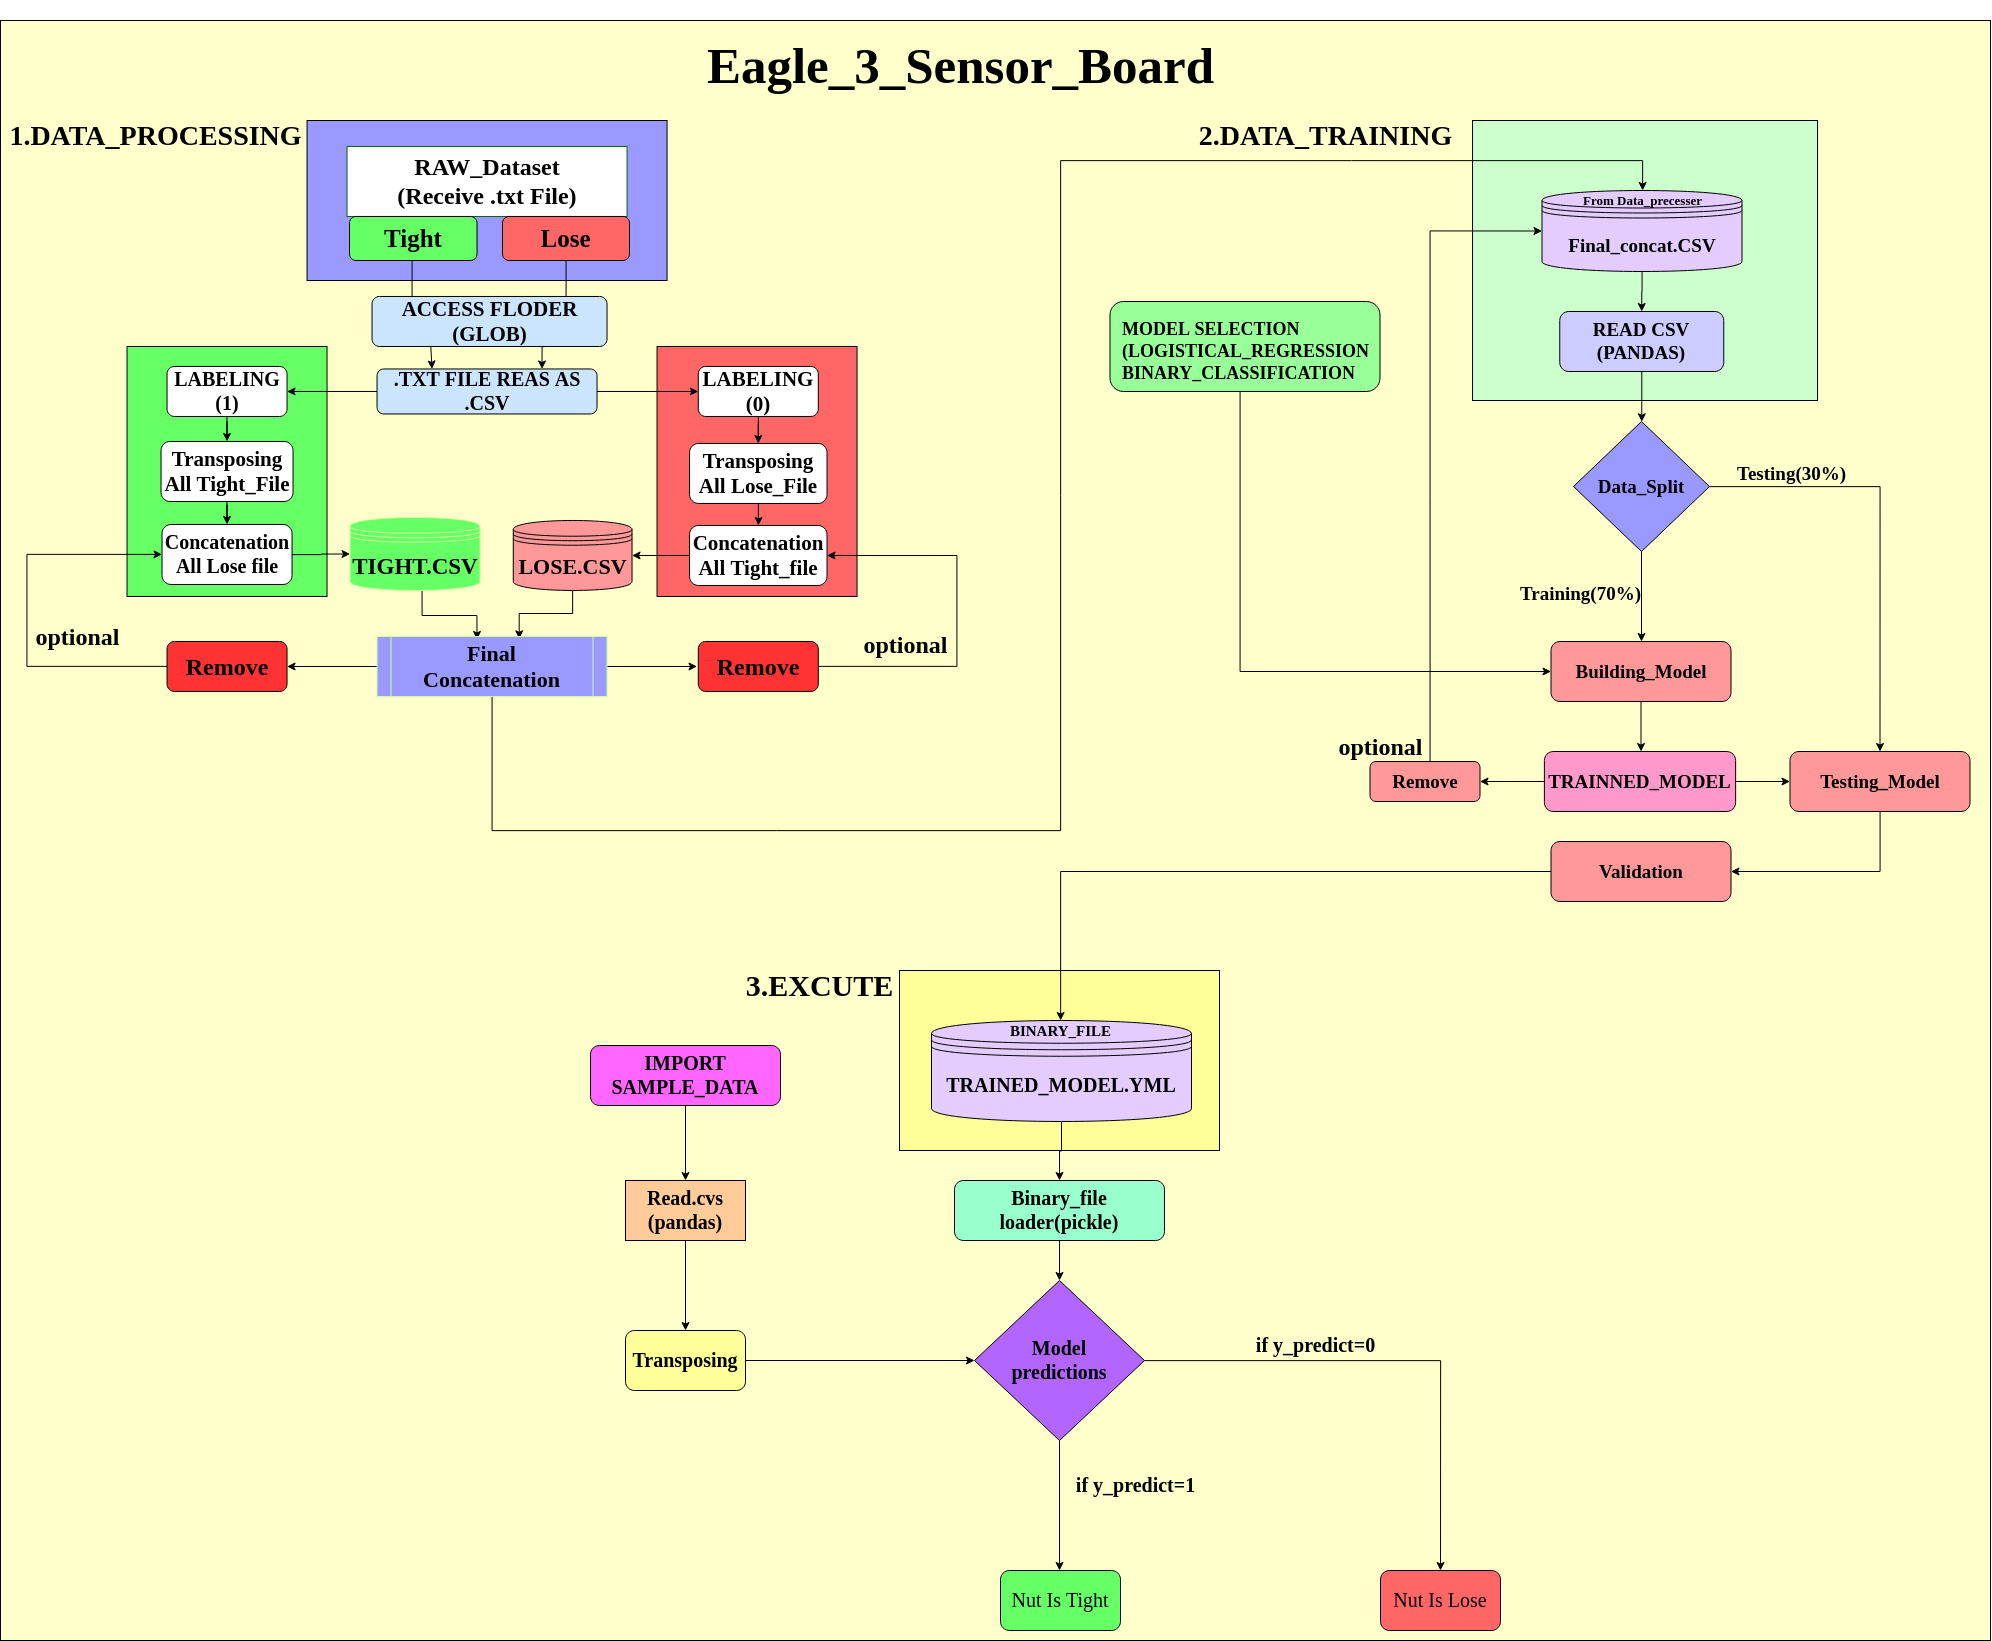 Eagle_3_Sensor_Board
1.DATA_PROCESSING
RAW_Dataset
(Receive .txt File)
Tight
Lose
ACCESS FLODER
(GLOB)
.TXT FILE REAS AS
.CSV
LABELING
(1)
Transposing
All Tight_File
Concatenation
All Lose file
LABELING
(0)
Transposing
All Lose_File
Concatenation
All Tight_file
TIGHT.CSV
LOSE.CSV
optional
Remove
Final
Concatenation
Remove
optional
2.DATA_TRAINING
From Data_precesser
Final_concat.CSV
READ CSV
(PANDAS)
MODEL SELECTION
(LOGISTICAL_REGRESSION
BINARY_CLASSIFICATION
Data_Split
Testing(30%)
Training(70%)
Building_Model
optional
Remove
TRAINNED_MODEL
Testing_Model
Validation
3.EXCUTE
BINARY_FILE
TRAINED_MODEL.YML
IMPORT
SAMPLE_DATA
Read.cvs
(pandas)
Binary_file
loader(pickle)
Transposing
Model
predictions
if y_predict=0
if y_predict=1
Nut Is Tight
Nut Is Lose